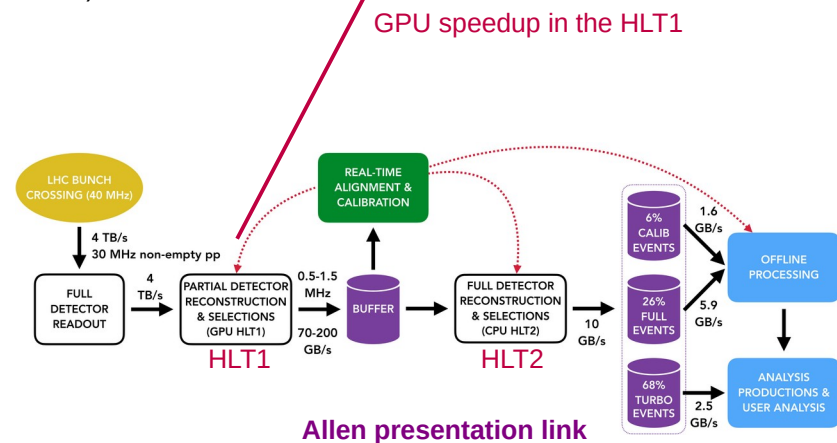 GPU speedup in the HLT1
LHC BUNCH
CROSSING (40 MHz)
4 TB/s
30 MHz non-empty pp
FULL
DETECTOR
READOUT
4
TB/s
PARTIAL DETECTOR
RECONSTRUCTION
& SELECTIONS
(GPU HLT1)
HLT1
0.5-1.5
MHz
70-200
GB/s
REAL-TIME
ALIGNMENT &
CALIBRATION
BUFFER
FULL DETECTOR
RECONSTRUCTION
& SELECTIONS
(CPU HLT2)
HLT2
10
GB/s
6%
CALIB
EVENTS
26%
FULL
EVENTS
68%
TURBO
EVENTS
1.6
GB/s
5.9
GB/s
2.5
GB/s
OFFLINE
PROCESSING
ANALYSIS
PRODUCTIONS &
USER ANALYSIS
Allen presentation link